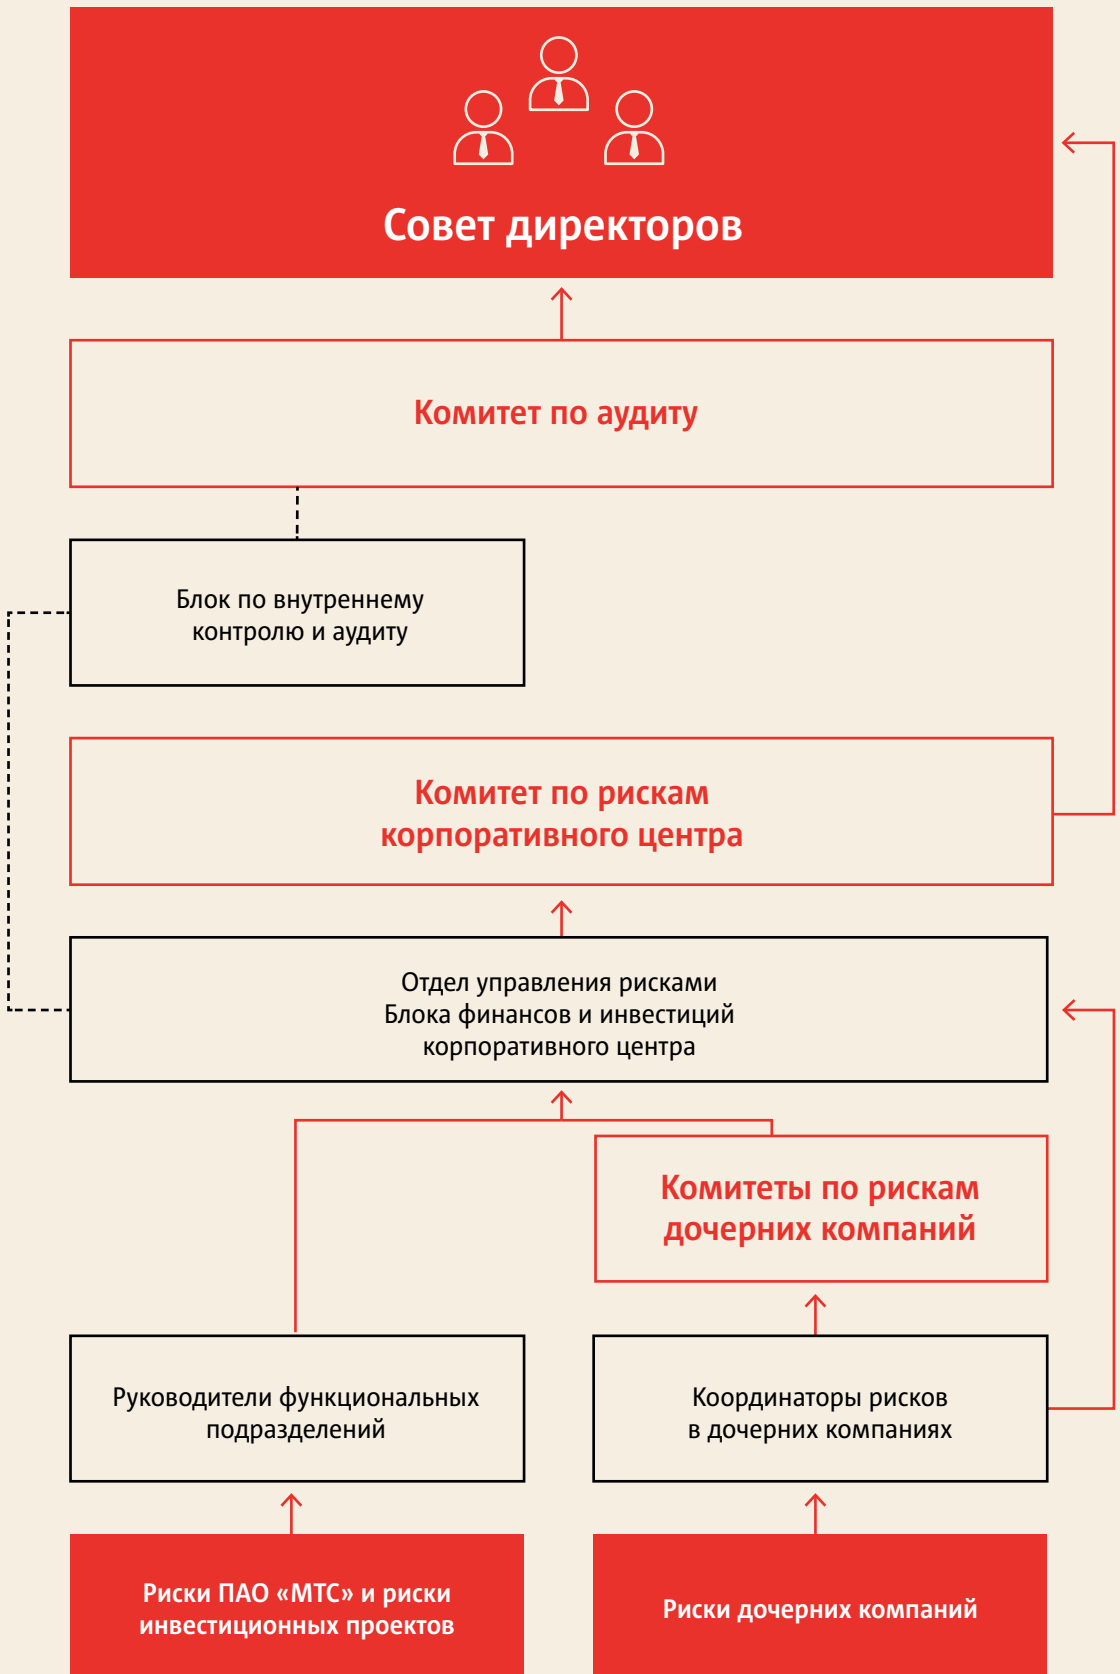 Совет директоров
Комитет по аудиту
Блок по внутреннему
контролю и аудиту
Комитет по рискам
корпоративного центра
Отдел управления рисками
Блока финансов и инвестиций
корпоративного центра
Комитеты по рискам
дочерних компаний
Руководители функциональных
подразделений
Координаторы рисков
в дочерних компаниях
Риски ПАО «МТС» и риски
инвестиционных проектов
Риски дочерних компаний